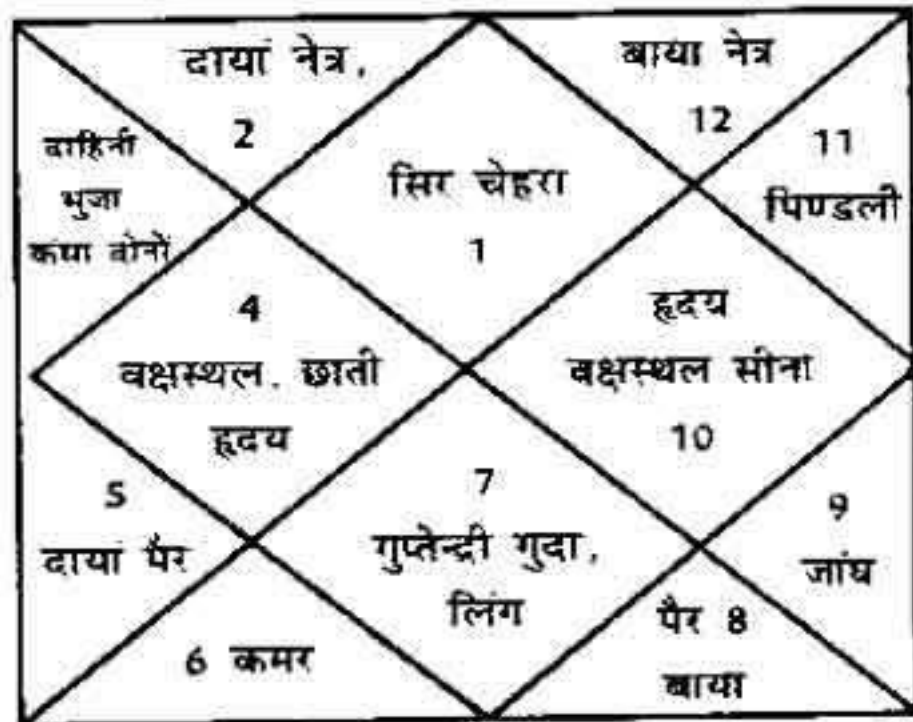 दायां नेत्र,
2
बाया नेत्र
12
दाहिनी
भुजा
कंधा दोनों
सिर चेहरा
1
11
पिण्डली
4
वक्षस्थल, छाती
हृदय
हृदय
वक्षस्थल सीना
10
5
दायां पैर
7
गुप्तेन्द्री गुदा,
लिंग
9
जांघ
6 कमर
पैर 8
बाया